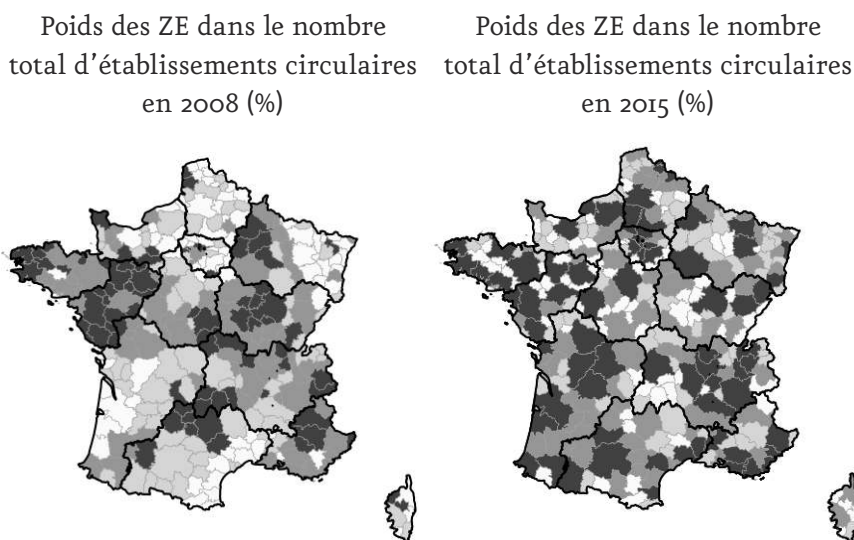 Poids des ZE dans le nombre
total d’établissements circulaires
en 2008 (%)
Poids des ZE dans le nombre
total d’établissements circulaires
en 2015 (%)